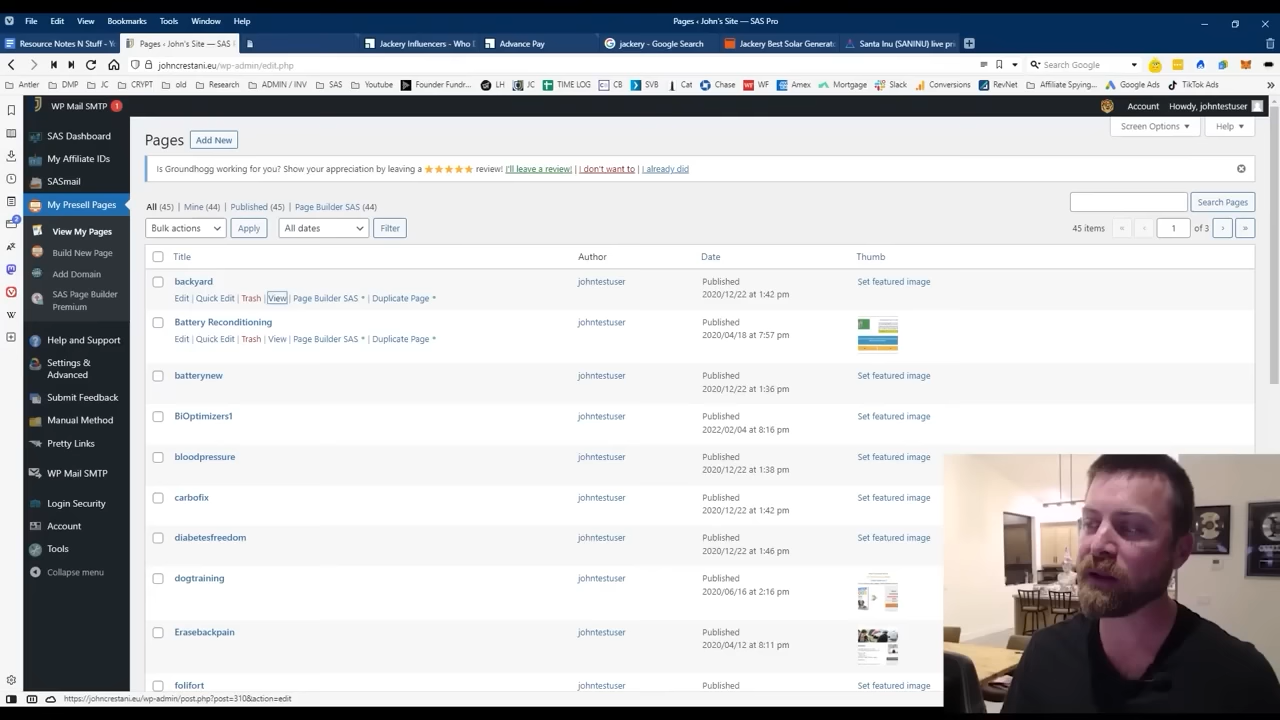 File Edit View Bookmarks Tools Window Help
Pages ‹ John's Site — SAS Pro
Resource Notes N Stuff -
Pages ‹ John's Site — SAS
Jackery Influencers - Who
Advance Pay
jackery - Google Search
Jackery Best Solar Generat
Santa Inu (SANINU) live pr
johncrestani.eu/wp-admin/edit.php
Search Google
Antler DMP JC CRYPT old Research ADMIN / INV SAS Youtube Founder Fund... LH JC TIME LOG CB SVB Cat Chase WF Amex Mortgage Slack Conversions RevNet Affiliate Spying... Google Ads TikTok Ads
WP Mail SMTP 1
Account Howdy, johntestuser
SAS Dashboard
My Affiliate IDs
SASmail
My Presell Pages
View My Pages
Build New Page
Add Domain
SAS Page Builder
Premium
Help and Support
Settings &
Advanced
Submit Feedback
Manual Method
Pretty Links
WP Mail SMTP
Login Security
Account
Tools
Collapse menu
Screen Options Help
Pages Add New
Is Groundhogg working for you? Show your appreciation by leaving a ★★★★★ review! I'll leave a review! | I don't want to | I already did
All (45) | Mine (44) | Published (45) | Page Builder SAS (44)
Search Pages
Bulk actions Apply All dates Filter
45 items « ‹ 1 of 3 › »
Title Author Date Thumb
backyard johntestuser Published Set featured image
2020/12/22 at 1:42 pm
Edit | Quick Edit | Trash | View | Page Builder SAS * | Duplicate Page *
Battery Reconditioning johntestuser Published
2020/04/18 at 7:57 pm
Edit | Quick Edit | Trash | View | Page Builder SAS * | Duplicate Page *
batterynew johntestuser Published Set featured image
2020/12/22 at 1:36 pm
BiOptimizers1 johntestuser Published Set featured image
2022/02/04 at 8:16 pm
bloodpressure johntestuser Published Set featured image
2020/12/22 at 1:38 pm
carbofix johntestuser Published Set featured image
2020/12/22 at 1:42 pm
diabetesfreedom johntestuser Published Set featured image
2020/12/22 at 1:46 pm
dogtraining johntestuser Published
2020/06/16 at 2:16 pm
Erasebackpain johntestuser Published
2020/04/12 at 8:11 pm
folifort johntestuser Published Set featured image
https://johncrestani.eu/wp-admin/post.php?post=310&action=edit